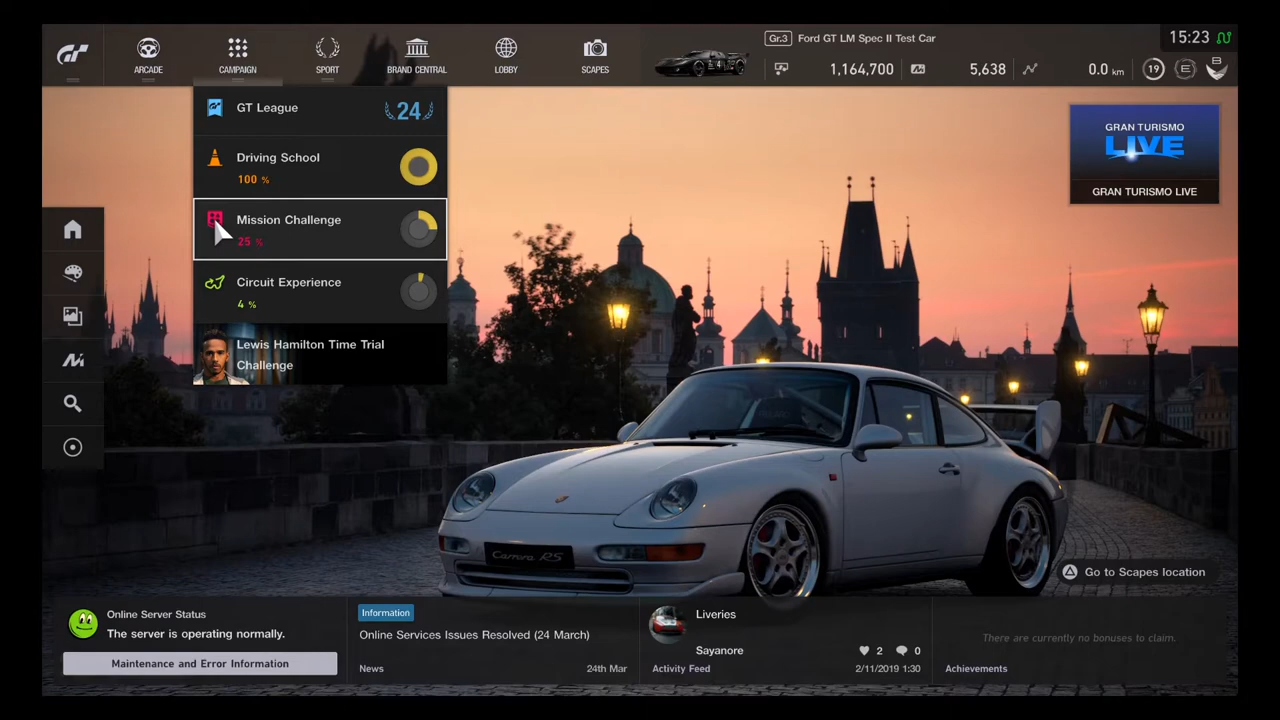 ARCADE
CAMPAIGN
SPORT
BRAND CENTRAL
LOBBY
SCAPES
Gr.3 Ford GT LM Spec II Test Car
15:23
1,164,700
5,638
0.0 km
19
E
B
GT League
24
Driving School
100 %
Mission Challenge
25 %
Circuit Experience
4 %
Lewis Hamilton Time Trial
Challenge
GRAN TURISMO
LIVE
GRAN TURISMO LIVE
Carrera RS
Go to Scapes location
Online Server Status
The server is operating normally.
Maintenance and Error Information
Information
Online Services Issues Resolved (24 March)
News
24th Mar
Liveries
Sayanore
2
0
Activity Feed
2/11/2019 1:30
There are currently no bonuses to claim.
Achievements